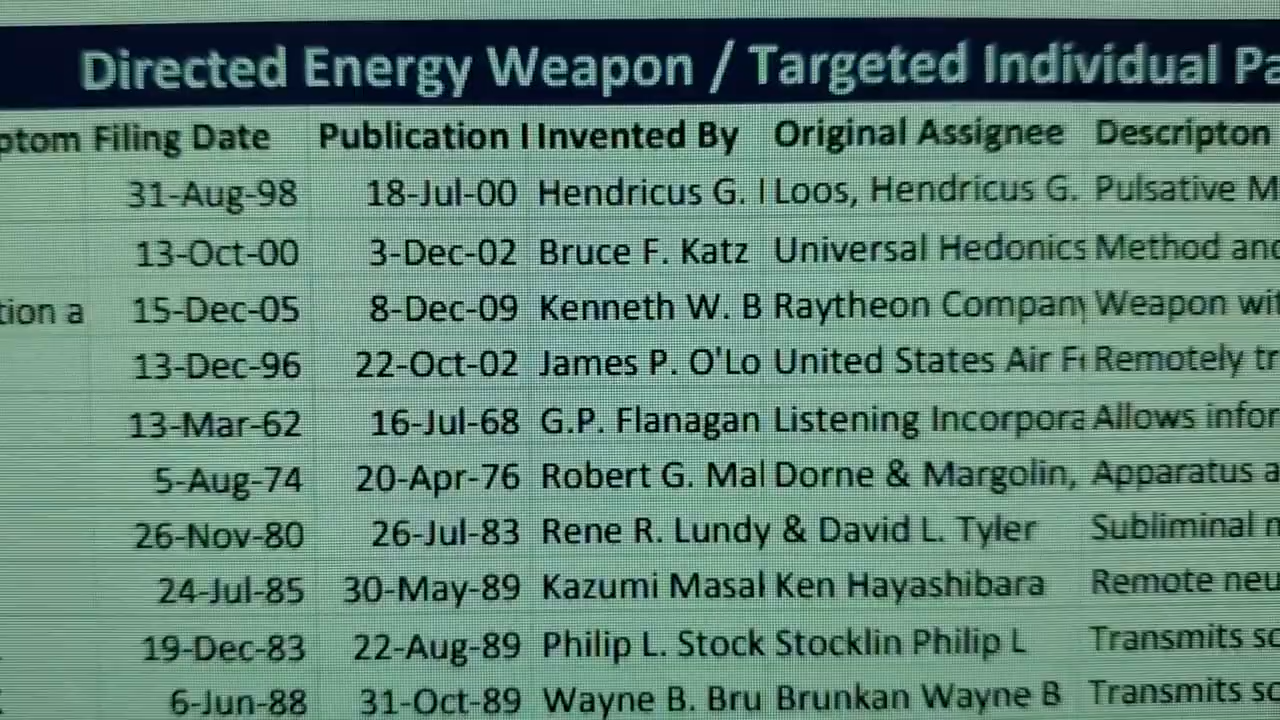 Directed Energy Weapon / Targeted Individual Pa
ptom Filing Date Publication I Invented By Original Assignee Descripton
31-Aug-98 18-Jul-00 Hendricus G. l Loos, Hendricus G. Pulsative M
13-Oct-00 3-Dec-02 Bruce F. Katz Universal Hedonics Method and
tion a 15-Dec-05 8-Dec-09 Kenneth W. B Raytheon Company Weapon wi
13-Dec-96 22-Oct-02 James P. O'Lo United States Air F Remotely tr
13-Mar-62 16-Jul-68 G.P. Flanagan Listening Incorpora Allows infor
5-Aug-74 20-Apr-76 Robert G. Mal Dorne & Margolin, Apparatus a
26-Nov-80 26-Jul-83 Rene R. Lundy & David L. Tyler Subliminal n
24-Jul-85 30-May-89 Kazumi Masal Ken Hayashibara Remote neu
19-Dec-83 22-Aug-89 Philip L. Stock Stocklin Philip L Transmits so
6-Jun-88 31-Oct-89 Wayne B. Bru Brunkan Wayne B Transmits so